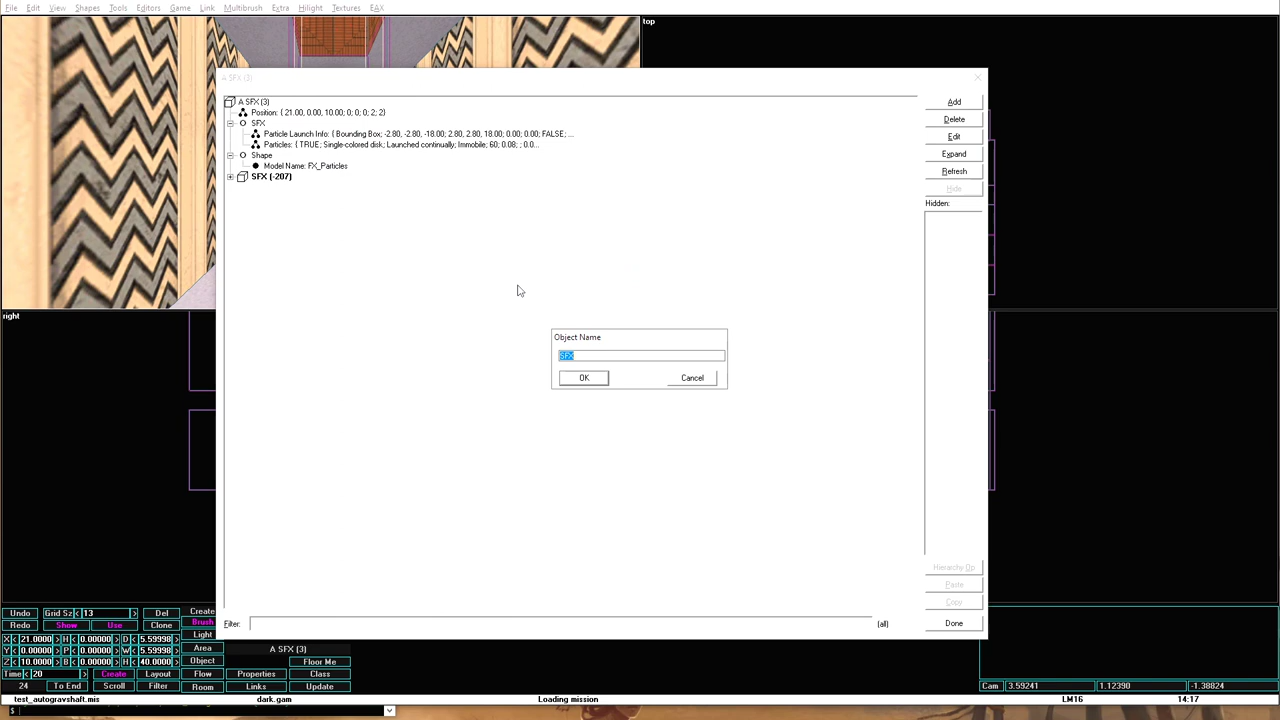 File Edit View Shapes Tools Editors Game Link Multibrush Extra Hilight Textures EAX
top
A SFX (3)
A SFX (3)
Position: { 21.00, 0.00, 10.00; 0; 0; 0; 2; 2}
SFX
Particle Launch Info: { Bounding Box; -2.80, -2.80, -18.00; 2.80, 2.80, 18.00; 0.00; 0.00; FALSE; ...
Particles: { TRUE; Single-colored disk; Launched continually; Immobile; 60; 0.08; ; 0.0...
Shape
Model Name: FX_Particles
SFX (-207)
Add
Delete
Edit
Expand
Refresh
Hide
Hidden:
right
Object Name
SFX
OK Cancel
Hierarchy Op
Paste
Copy
Filter: (all) Done
Undo Grid Sz < 13 > Del Create
Redo Show Use Clone Brush
X < 21.0000 > H < 0.00000 > D < 5.59998 > Light
Y < 0.00000 > P < 0.00000 > W < 5.59998 > Area A SFX (3)
Z < 10.0000 > B < 0.00000 > H < 40.0000 > Object Floor Me
Time < 20 > Create Layout Flow Properties Class
24 To End Scroll Filter Room Links Update
Cam 3.59241 1.12390 -1.38824
test_autogravshaft.mis dark.gam Loading mission LM16 14:17
$